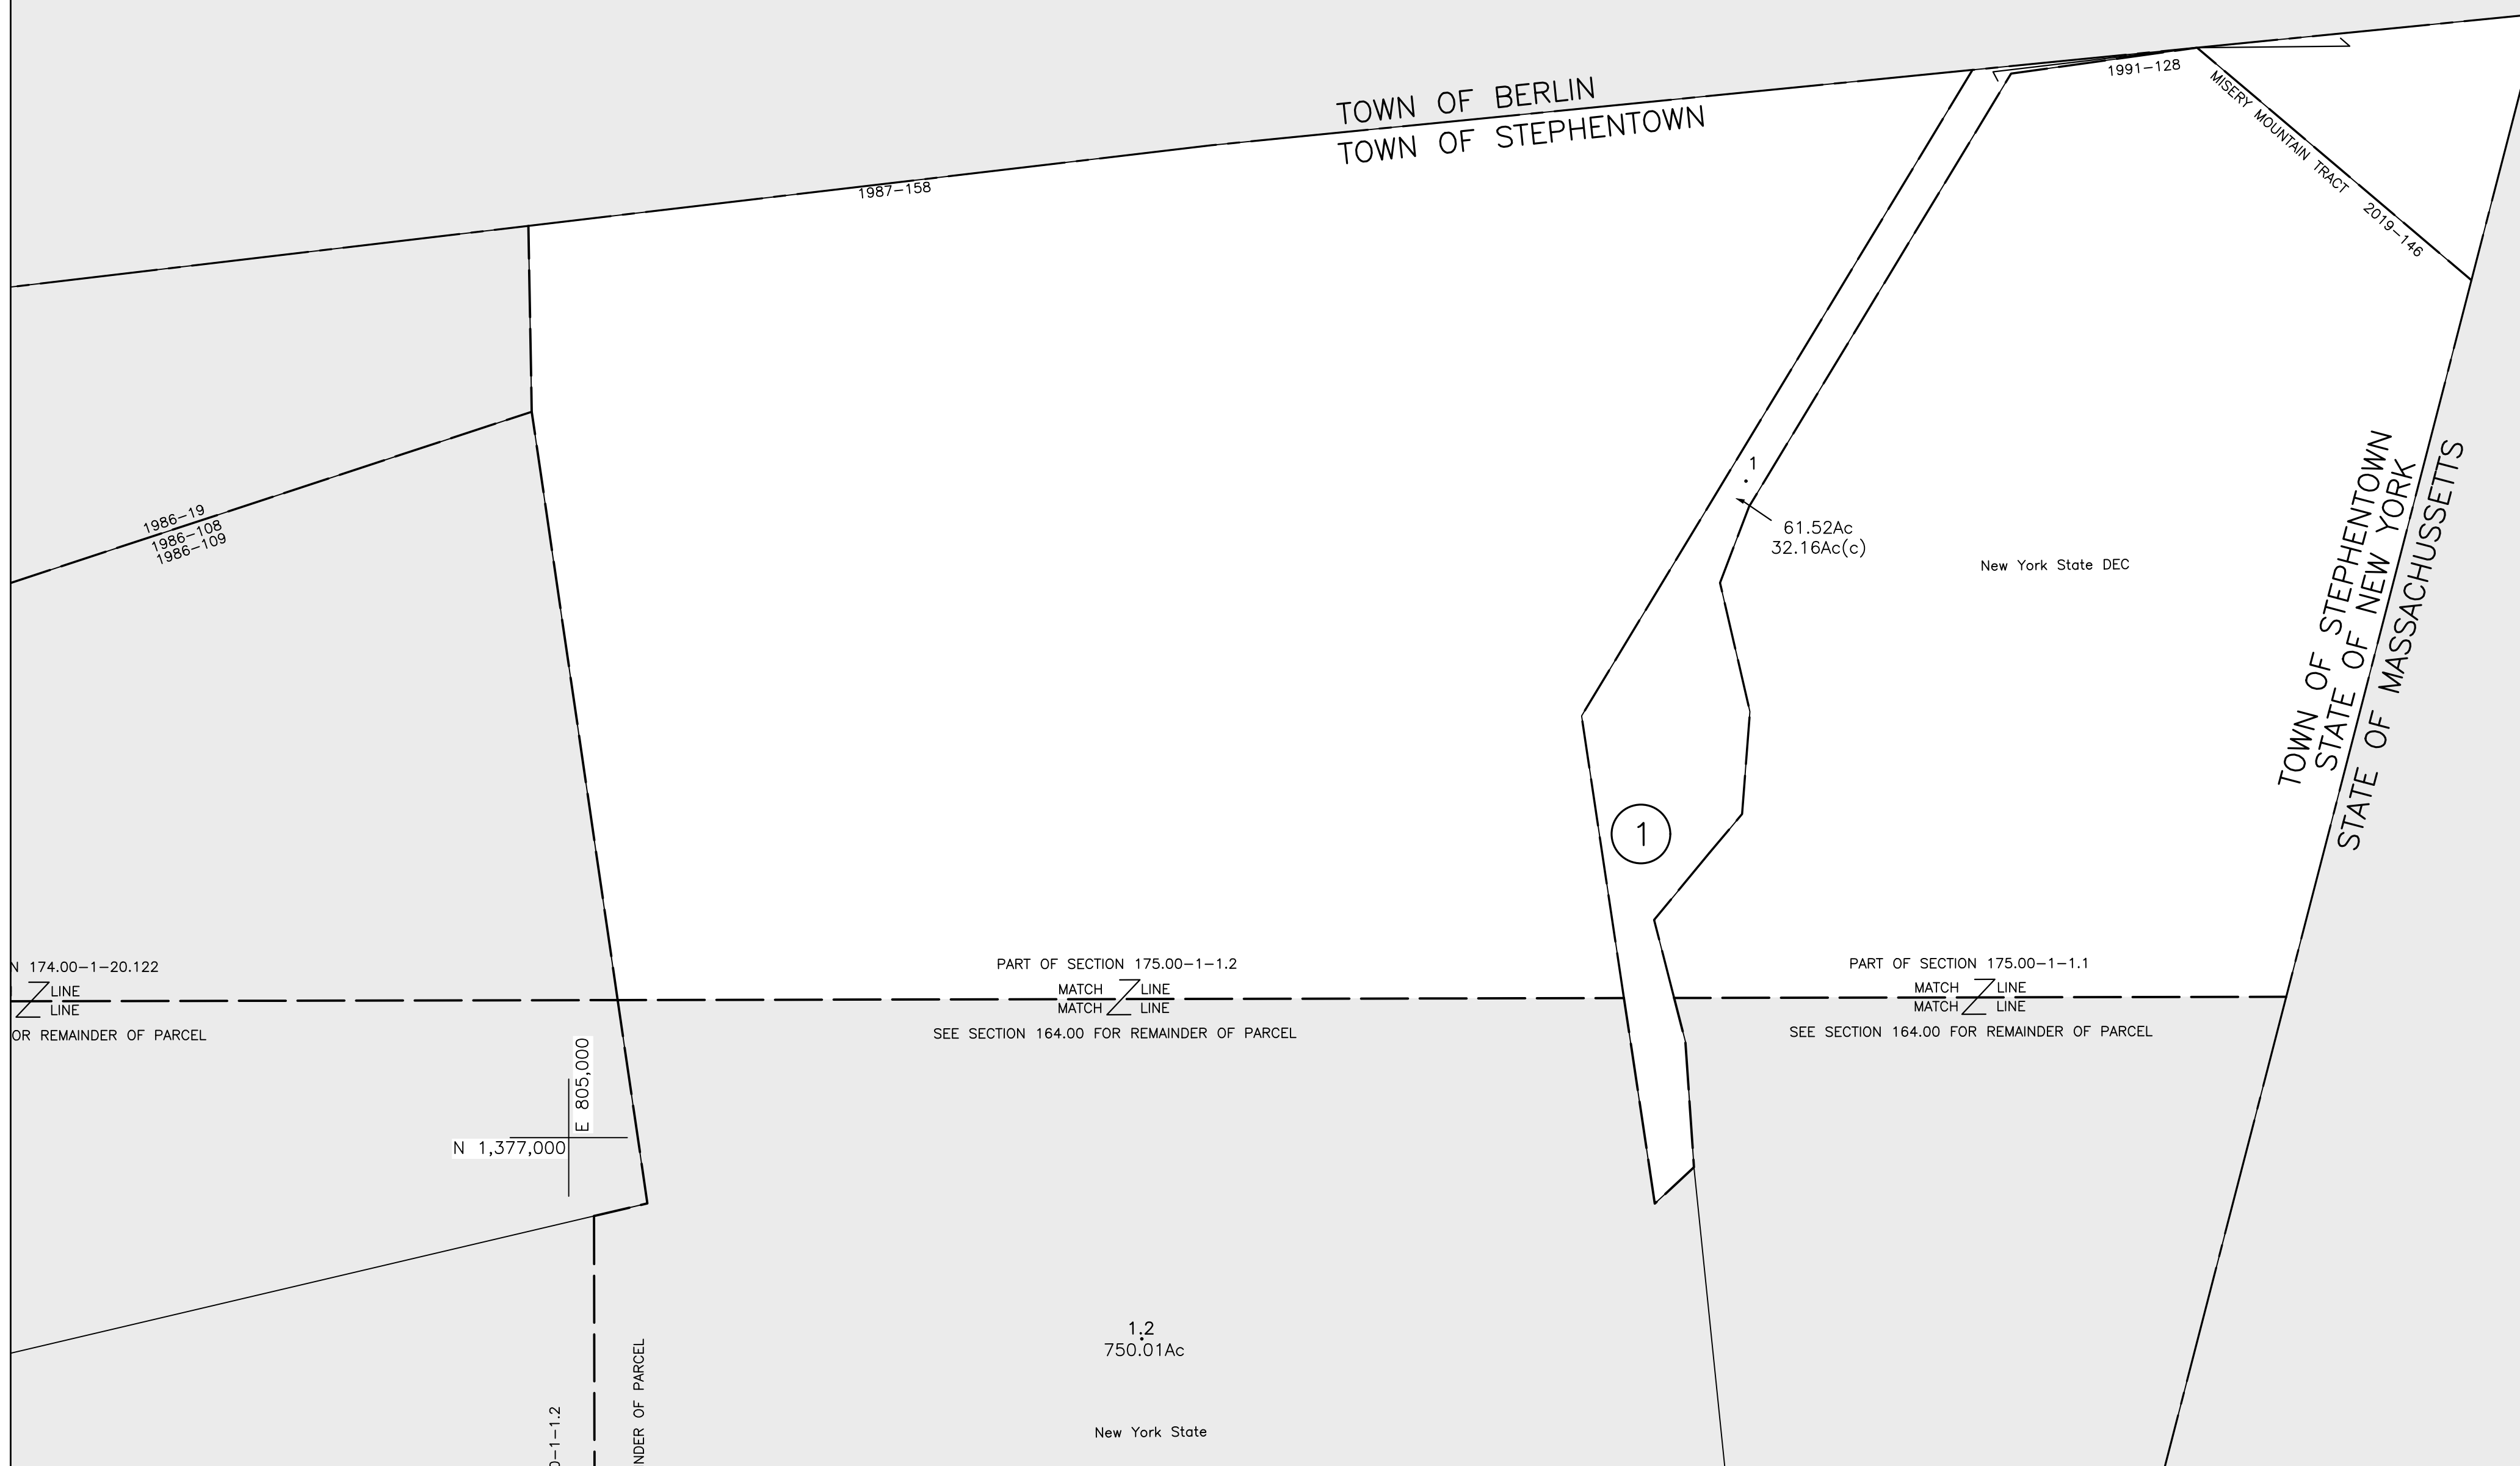 TOWN OF BERLIN
TOWN OF STEPHENTOWN
1987-158
1991-128
MISERY MOUNTAIN TRACT 2019-146
1986-19
1986-108
1986-109
1
61.52Ac
32.16Ac(c)
New York State DEC
TOWN OF STEPHENTOWN
STATE OF NEW YORK
STATE OF MASSACHUSSETTS
1
N 174.00-1-20.122
LINE
LINE
OR REMAINDER OF PARCEL
PART OF SECTION 175.00-1-1.2
MATCH LINE
MATCH LINE
SEE SECTION 164.00 FOR REMAINDER OF PARCEL
PART OF SECTION 175.00-1-1.1
MATCH LINE
MATCH LINE
SEE SECTION 164.00 FOR REMAINDER OF PARCEL
E 805,000
N 1,377,000
1.2
750.01Ac
New York State
-1-1.2
NDER OF PARCEL